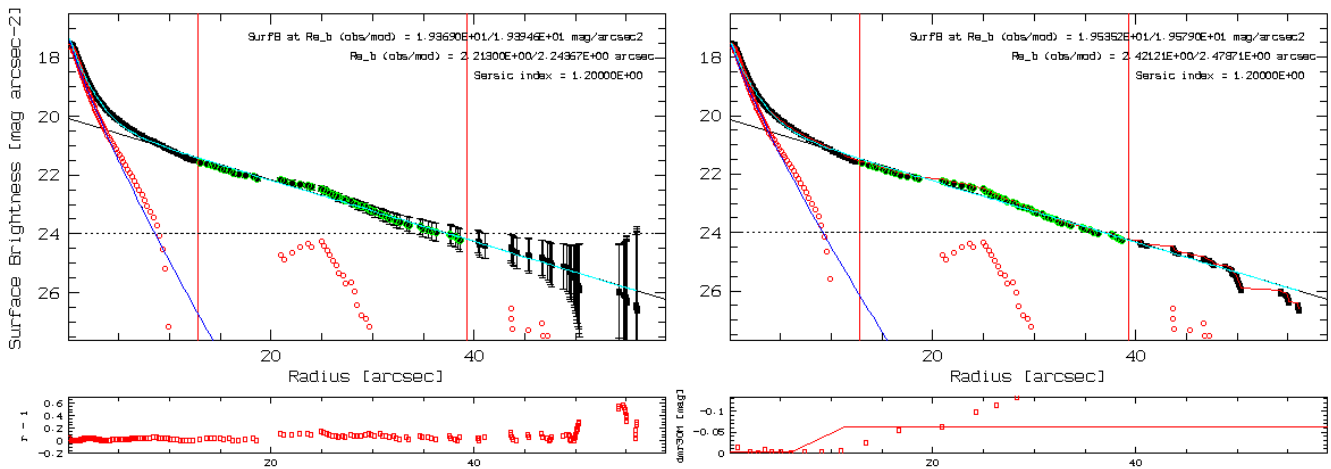 SurfB at Re_b (obs/mod) = 1.93690E+01/1.93946E+01 mag/arcsec2
Re_b (obs/mod) = 2.21300E+00/2.24367E+00 arcsec
Sersic index = 1.20000E+00
18
20
22
24
26
Surface Brightness [mag arcsec-2]
20
40
Radius [arcsec]
SurfB at Re_b (obs/mod) = 1.95352E+01/1.95790E+01 mag/arcsec2
Re_b (obs/mod) = 2.42121E+00/2.47871E+00 arcsec
Sersic index = 1.20000E+00
18
20
22
24
26
20
40
Radius [arcsec]
0.6
0.4
0.2
0
-0.2
r - i
20
40
-0.1
-0.05
0
dmr30M [mag]
20
40